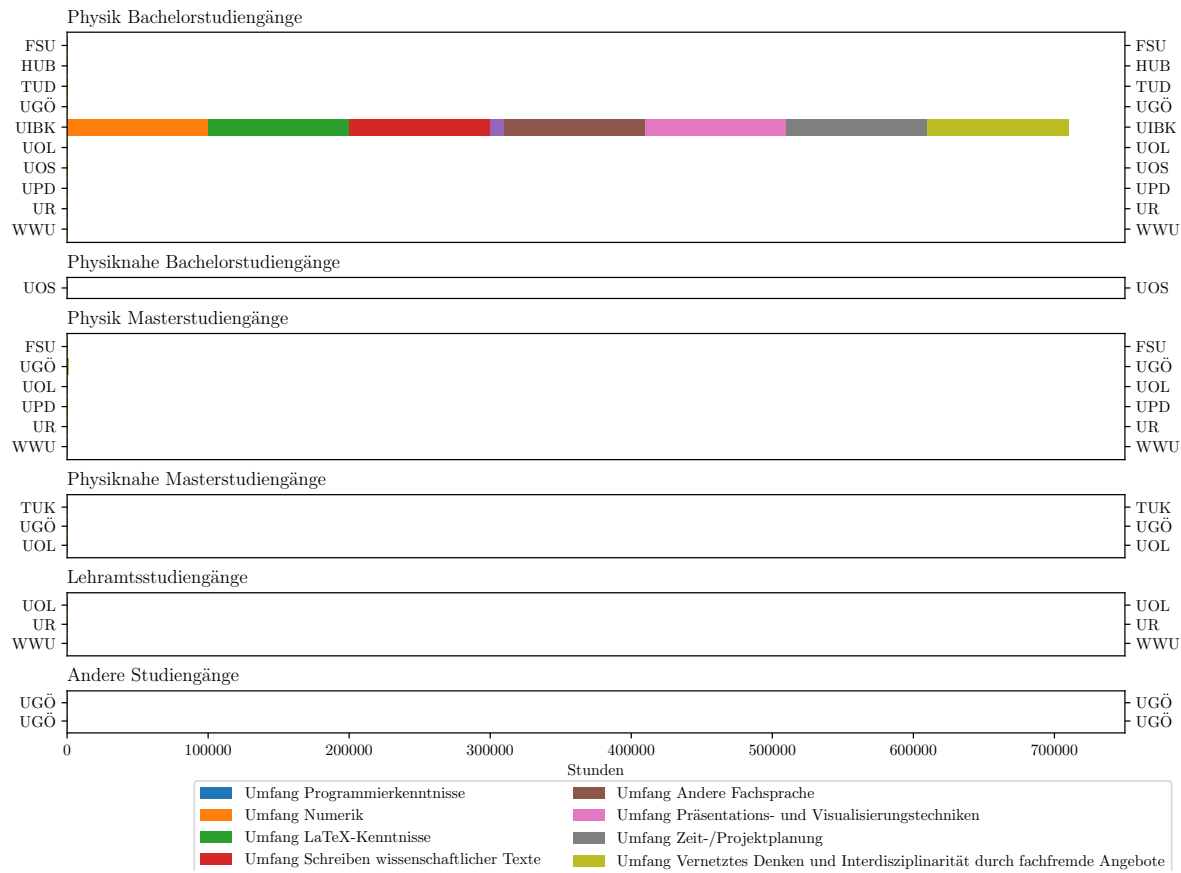 Physik Bachelorstudiengänge
FSU FSU
HUB HUB
TUD TUD
UGÖ UGÖ
UIBK UIBK
UOL UOL
UOS UOS
UPD UPD
UR UR
WWU WWU
Physiknahe Bachelorstudiengänge
UOS UOS
Physik Masterstudiengänge
FSU FSU
UGÖ UGÖ
UOL UOL
UPD UPD
UR UR
WWU WWU
Physiknahe Masterstudiengänge
TUK TUK
UGÖ UGÖ
UOL UOL
Lehramtsstudiengänge
UOL UOL
UR UR
WWU WWU
Andere Studiengänge
UGÖ UGÖ
UGÖ UGÖ
0 100000 200000 300000 400000 500000 600000 700000
Stunden
Umfang Programmierkenntnisse
Umfang Numerik
Umfang LaTeX-Kenntnisse
Umfang Schreiben wissenschaftlicher Texte
Umfang Andere Fachsprache
Umfang Präsentations- und Visualisierungstechniken
Umfang Zeit-/Projektplanung
Umfang Vernetztes Denken und Interdisziplinarität durch fachfremde Angebote